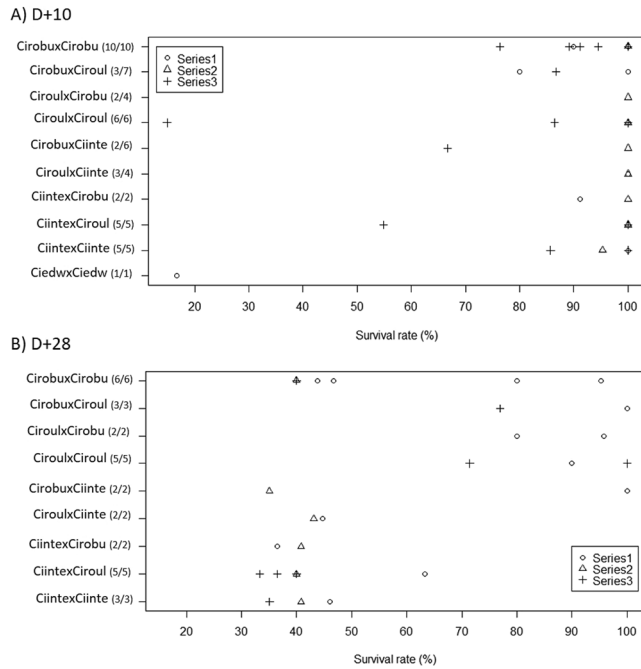 A) D+10
CirobuxCirobu (10/10)
CirobuxCiroul (3/7)
CiroulxCirobu (2/4)
CiroulxCiroul (6/6)
CirobuxCiinte (2/6)
CiroulxCiinte (3/4)
CiintexCirobu (2/2)
CiintexCiroul (5/5)
CiintexCiinte (5/5)
CiedwxCiedw (1/1)
Series1
Series2
Series3
20 30 40 50 60 70 80 90 100
Survival rate (%)
B) D+28
CirobuxCirobu (6/6)
CirobuxCiroul (3/3)
CiroulxCirobu (2/2)
CiroulxCiroul (5/5)
CirobuxCiinte (2/2)
CiroulxCiinte (2/2)
CiintexCirobu (2/2)
CiintexCiroul (5/5)
CiintexCiinte (3/3)
Series1
Series2
Series3
20 30 40 50 60 70 80 90 100
Survival rate (%)